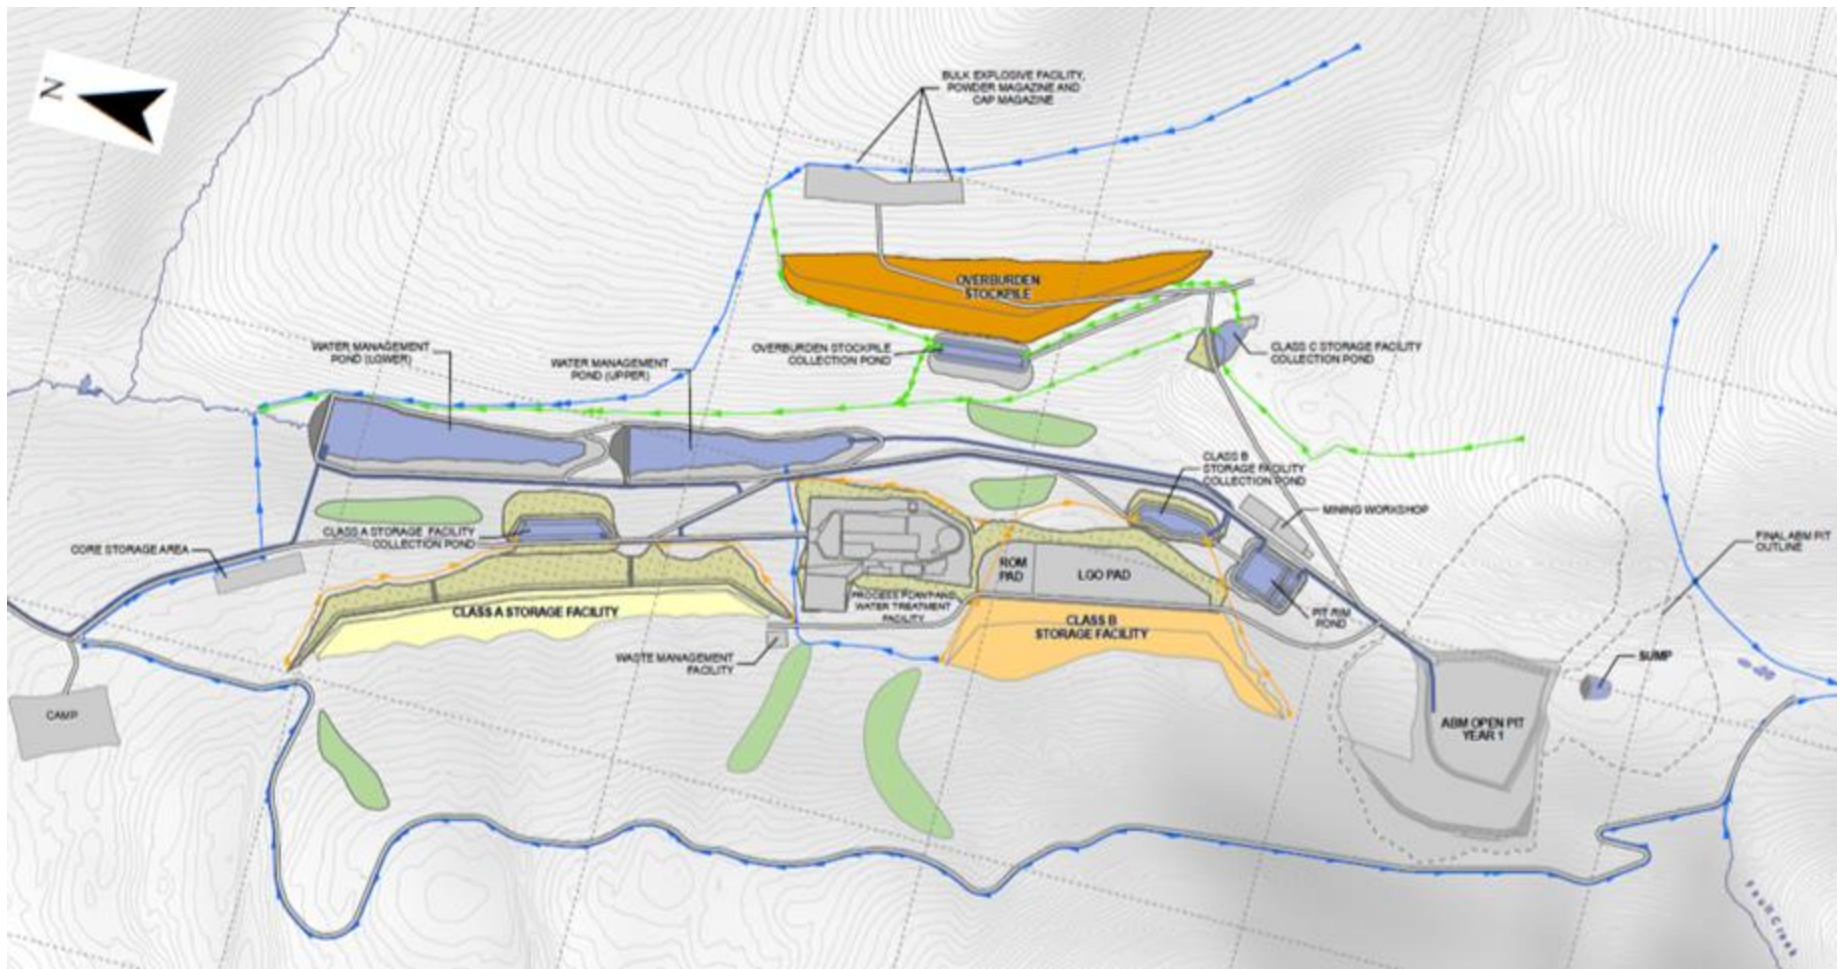 N
BULK EXPLOSIVE FACILITY,
POWDER MAGAZINE AND
CAP MAGAZINE
OVERBURDEN
STOCKPILE
WATER MANAGEMENT
POND (LOWER)
WATER MANAGEMENT
POND (UPPER)
OVERBURDEN STOCKPILE
COLLECTION POND
CLASS C STORAGE FACILITY
COLLECTION POND
CLASS B
STORAGE FACILITY
COLLECTION POND
MINING WORKSHOP
CLASS A STORAGE FACILITY
COLLECTION POND
CORE STORAGE AREA
FINAL ABM PIT
OUTLINE
ROM
PAD
LGO PAD
PROCESS PLANT AND
WATER TREATMENT
FACILITY
CLASS A STORAGE FACILITY
CLASS B
STORAGE FACILITY
PIT RIM
POND
WASTE MANAGEMENT
FACILITY
SUMP
CAMP
ABM OPEN PIT
YEAR 1
Fault Creek